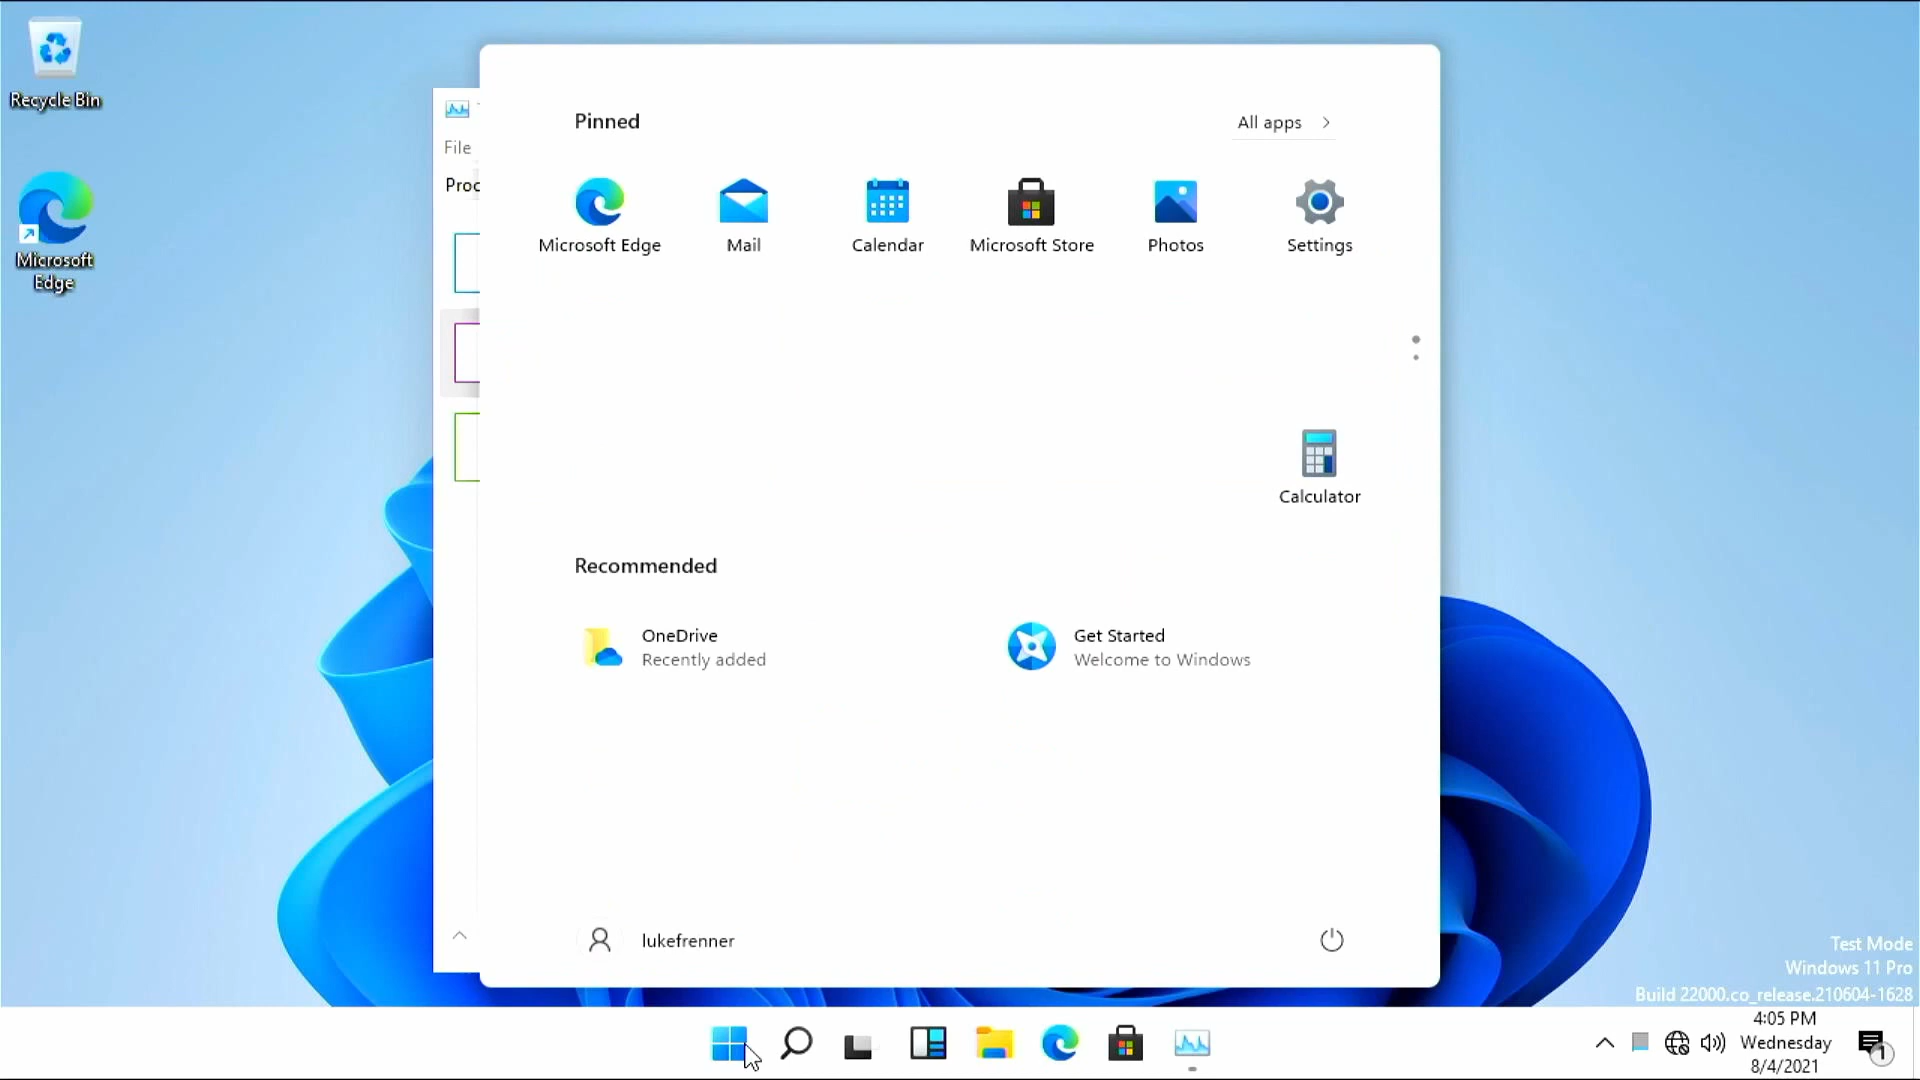 Recycle Bin
Microsoft
Edge
File
Proc
Pinned
All apps
Microsoft Edge
Mail
Calendar
Microsoft Store
Photos
Settings
Calculator
Recommended
OneDrive
Recently added
Get Started
Welcome to Windows
lukefrenner
Test Mode
Windows 11 Pro
Build 22000.co_release.210604-1628
4:05 PM
Wednesday
8/4/2021
1